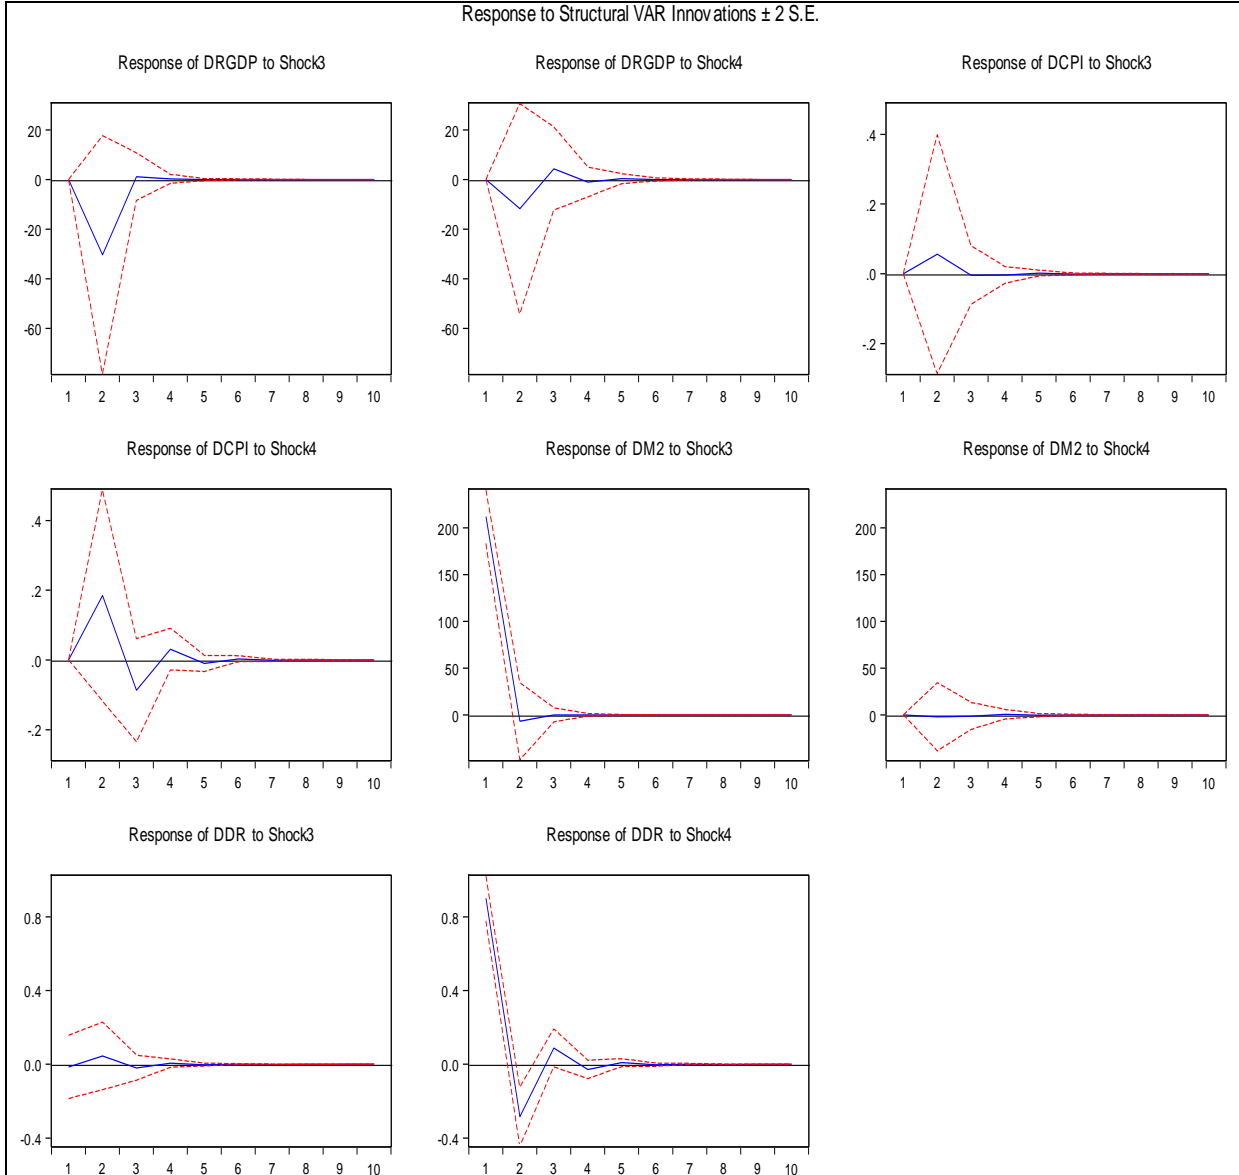 Response to Structural VAR Innovations ± 2 S.E.
Response of DRGDP to Shock3
20
0
-20
-40
-60
1 2 3 4 5 6 7 8 9 10
Response of DRGDP to Shock4
20
0
-20
-40
-60
1 2 3 4 5 6 7 8 9 10
Response of DCPI to Shock3
.4
.2
.0
-.2
1 2 3 4 5 6 7 8 9 10
Response of DCPI to Shock4
.4
.2
.0
-.2
1 2 3 4 5 6 7 8 9 10
Response of DM2 to Shock3
200
150
100
50
0
1 2 3 4 5 6 7 8 9 10
Response of DM2 to Shock4
200
150
100
50
0
1 2 3 4 5 6 7 8 9 10
Response of DDR to Shock3
0.8
0.4
0.0
-0.4
1 2 3 4 5 6 7 8 9 10
Response of DDR to Shock4
0.8
0.4
0.0
-0.4
1 2 3 4 5 6 7 8 9 10